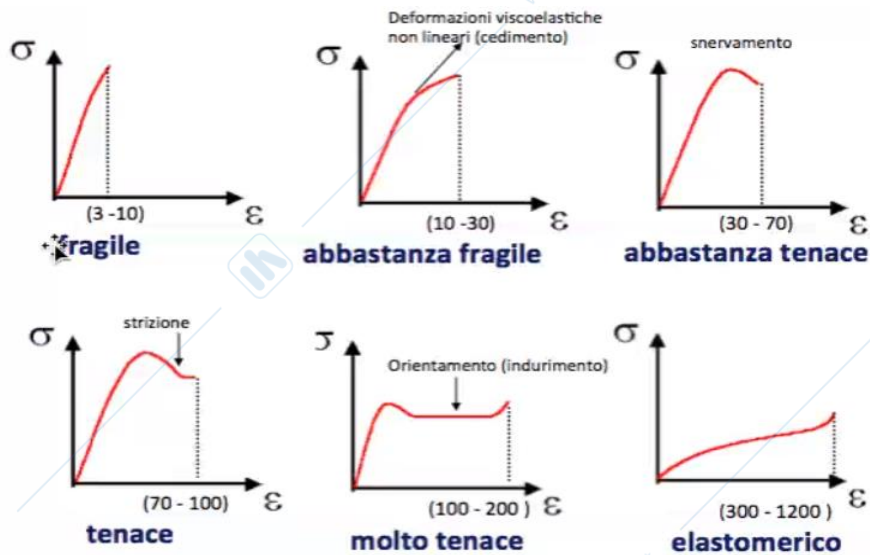 σ
ε
(3 -10)
fragile
Deformazioni viscoelastiche
non lineari (cedimento)
σ
ε
(10 -30)
abbastanza fragile
snervamento
σ
ε
(30 - 70)
abbastanza tenace
strizione
σ
ε
(70 - 100)
tenace
Orientamento (indurimento)
σ
ε
(100 - 200 )
molto tenace
σ
ε
(300 - 1200 )
elastomerico